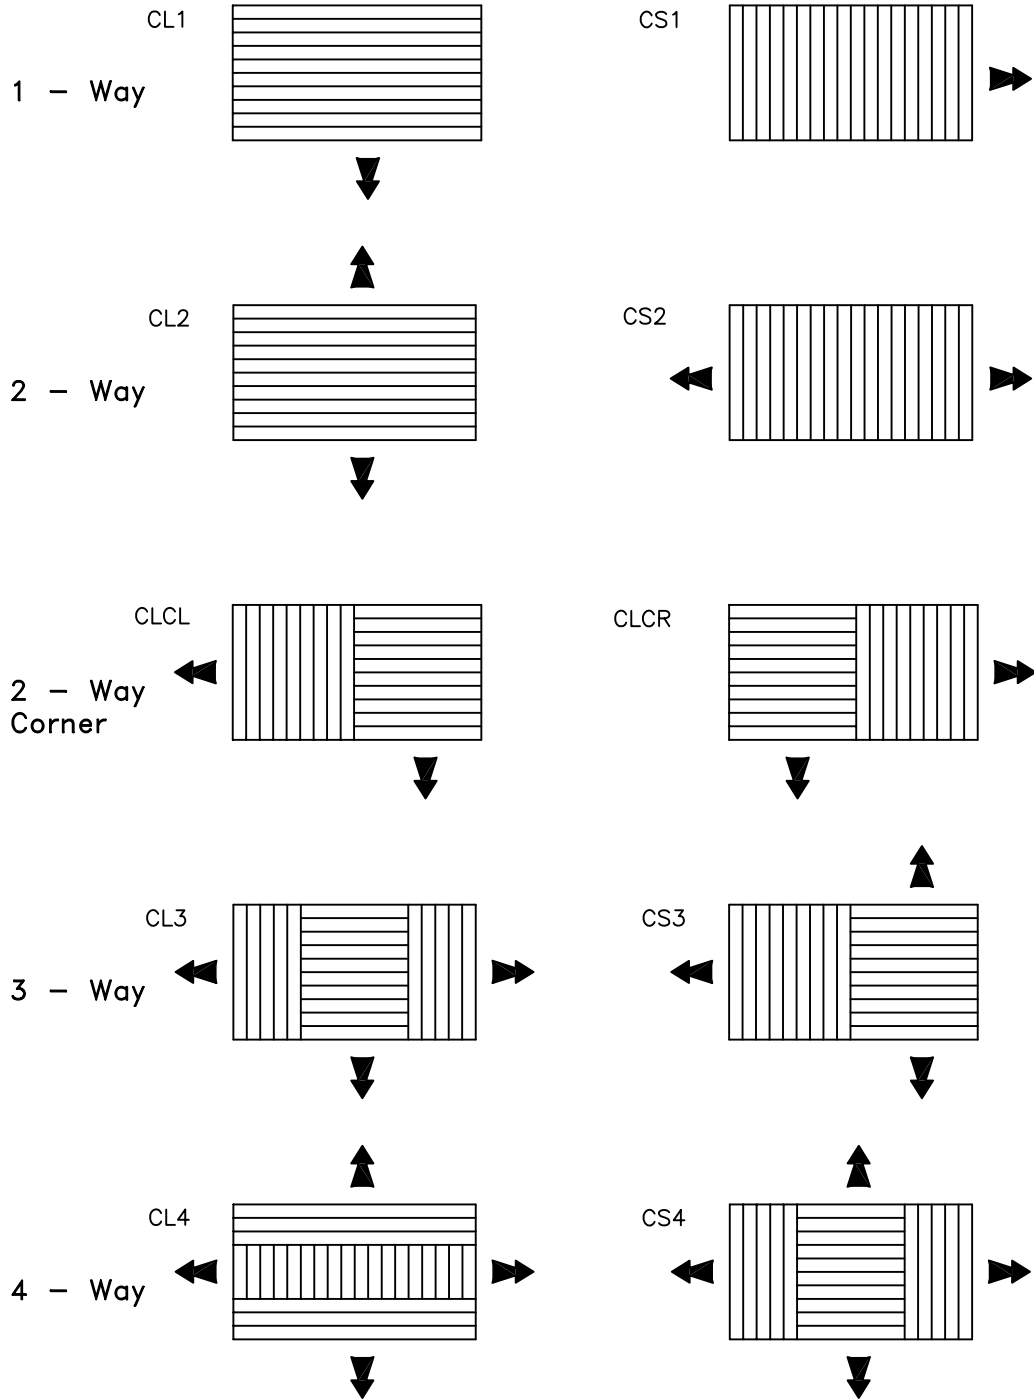 CL1
CS1
1 - Way
CL2
CS2
2 - Way
CLCL
CLCR
2 - Way
Corner
CL3
CS3
3 - Way
CL4
CS4
4 - Way